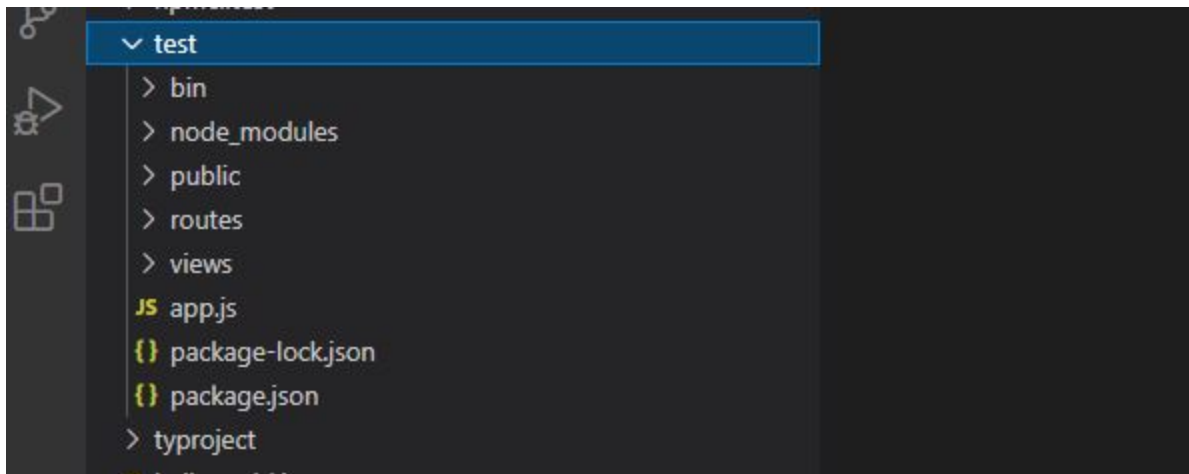 test
bin
node_modules
public
routes
views
JS app.js
{} package-lock.json
{} package.json
typroject